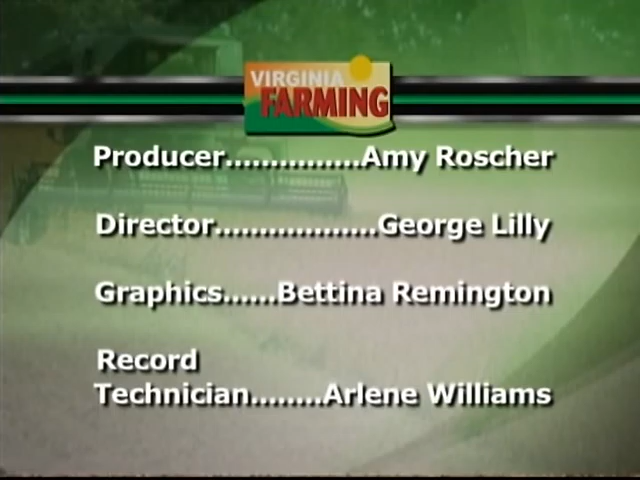 VIRGINIA
FARMING
Producer...............Amy Roscher
Director..................George Lilly
Graphics......Bettina Remington
Record
Technician........Arlene Williams